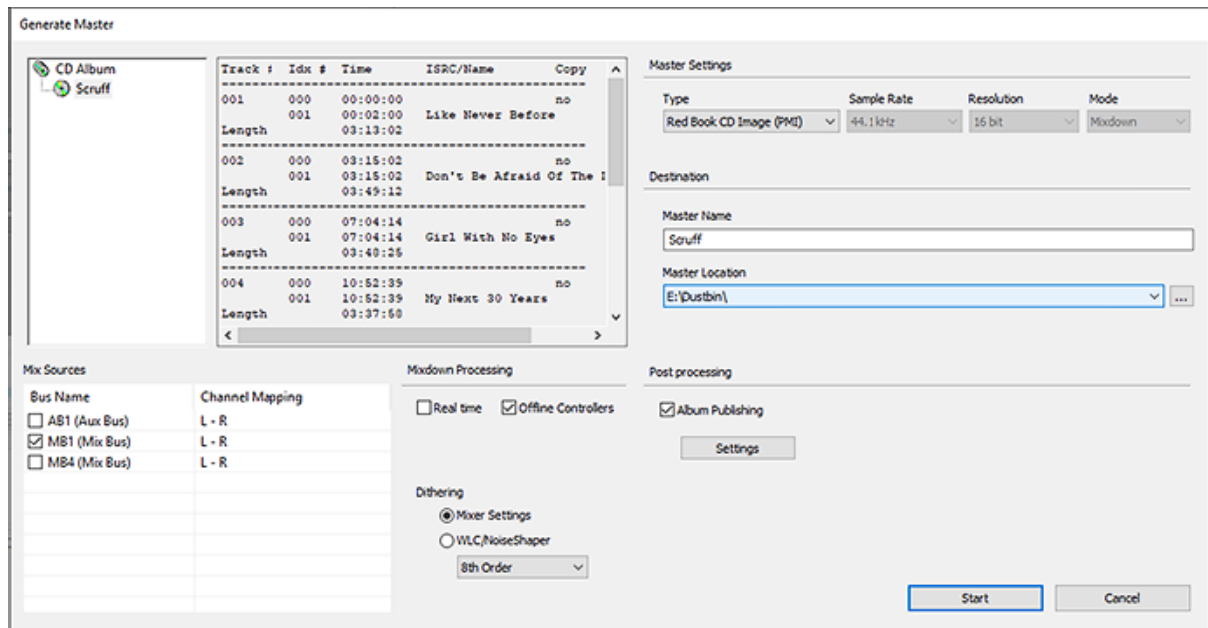 Generate Master
CD Album
Scruff
Track # Idx # Time ISRC/Name Copy
001 000 00:00:00 no
001 00:02:00 Like Never Before
Length 03:13:02
002 000 03:15:02 no
001 03:15:02 Don't Be Afraid Of The
Length 03:49:12
003 000 07:04:14 no
001 07:04:14 Girl With No Eyes
Length 03:48:25
004 000 10:52:39 no
001 10:52:39 My Next 30 Years
Length 03:37:58
Master Settings
Type Sample Rate Resolution Mode
Red Book CD Image (PMI) 44.1kHz 16 bit Mixdown
Destination
Master Name
Scruff
Master Location
E:\Dustbin\
...
Mix Sources
Bus Name Channel Mapping
AB1 (Aux Bus) L - R
MB1 (Mix Bus) L - R
MB4 (Mix Bus) L - R
Mixdown Processing
Real time Offline Controllers
Dithering
Mixer Settings
WLC/NoiseShaper
8th Order
Post processing
Album Publishing
Settings
Start Cancel